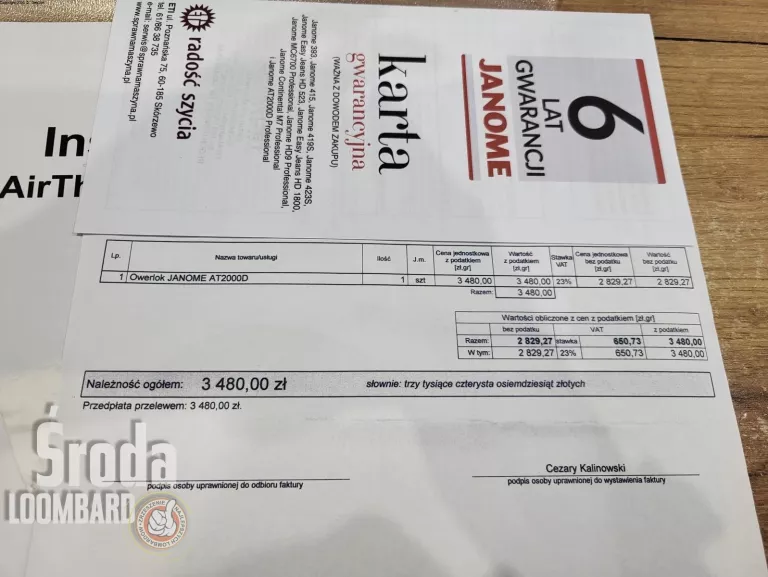 6
LAT
GWARANCJI
JANOME
karta
gwarancyjna
(WAŻNA Z DOWODEM ZAKUPU)
Janome 393, Janome 415, Janome 419S, Janome 423S,
Janome Easy Jeans HD 523, Janome Easy Jeans HD 1800,
Janome MC6700 Professional, Janome HD9 Professional,
Janome Continental M7 Professional
i Janome AT2000D Professional
radość szycia
ETI ul. Poznańska 75, 60-185 Skórzewo
tel. 61/86 38 735
e-mail: serwis@sprawnamaszyna.pl
www.sprawnamaszyna.pl
In
AirTh
Lp. Nazwa towaru/usługi Ilość J.m. Cena jednostkowa z podatkiem [zł,gr] Wartość z podatkiem [zł,gr] Stawka VAT Cena jednostkowa bez podatku [zł,gr] Wartość bez podatku [zł,gr]
1 Owerlok JANOME AT2000D 1 szt 3 480,00 3 480,00 23% 2 829,27 2 829,27
Razem: 3 480,00
Wartości obliczone z cen z podatkiem [zł,gr]
bez podatku VAT z podatkiem
Razem: 2 829,27 stawka 650,73 3 480,00
W tym: 2 829,27 23% 650,73 3 480,00
Należność ogółem: 3 480,00 zł słownie: trzy tysiące czterysta osiemdziesiąt złotych
Przedpłata przelewem: 3 480,00 zł.
Cezary Kalinowski
podpis osoby uprawnionej do odbioru faktury
podpis osoby uprawnionej do wystawienia faktury
Środa
LOOMBARD